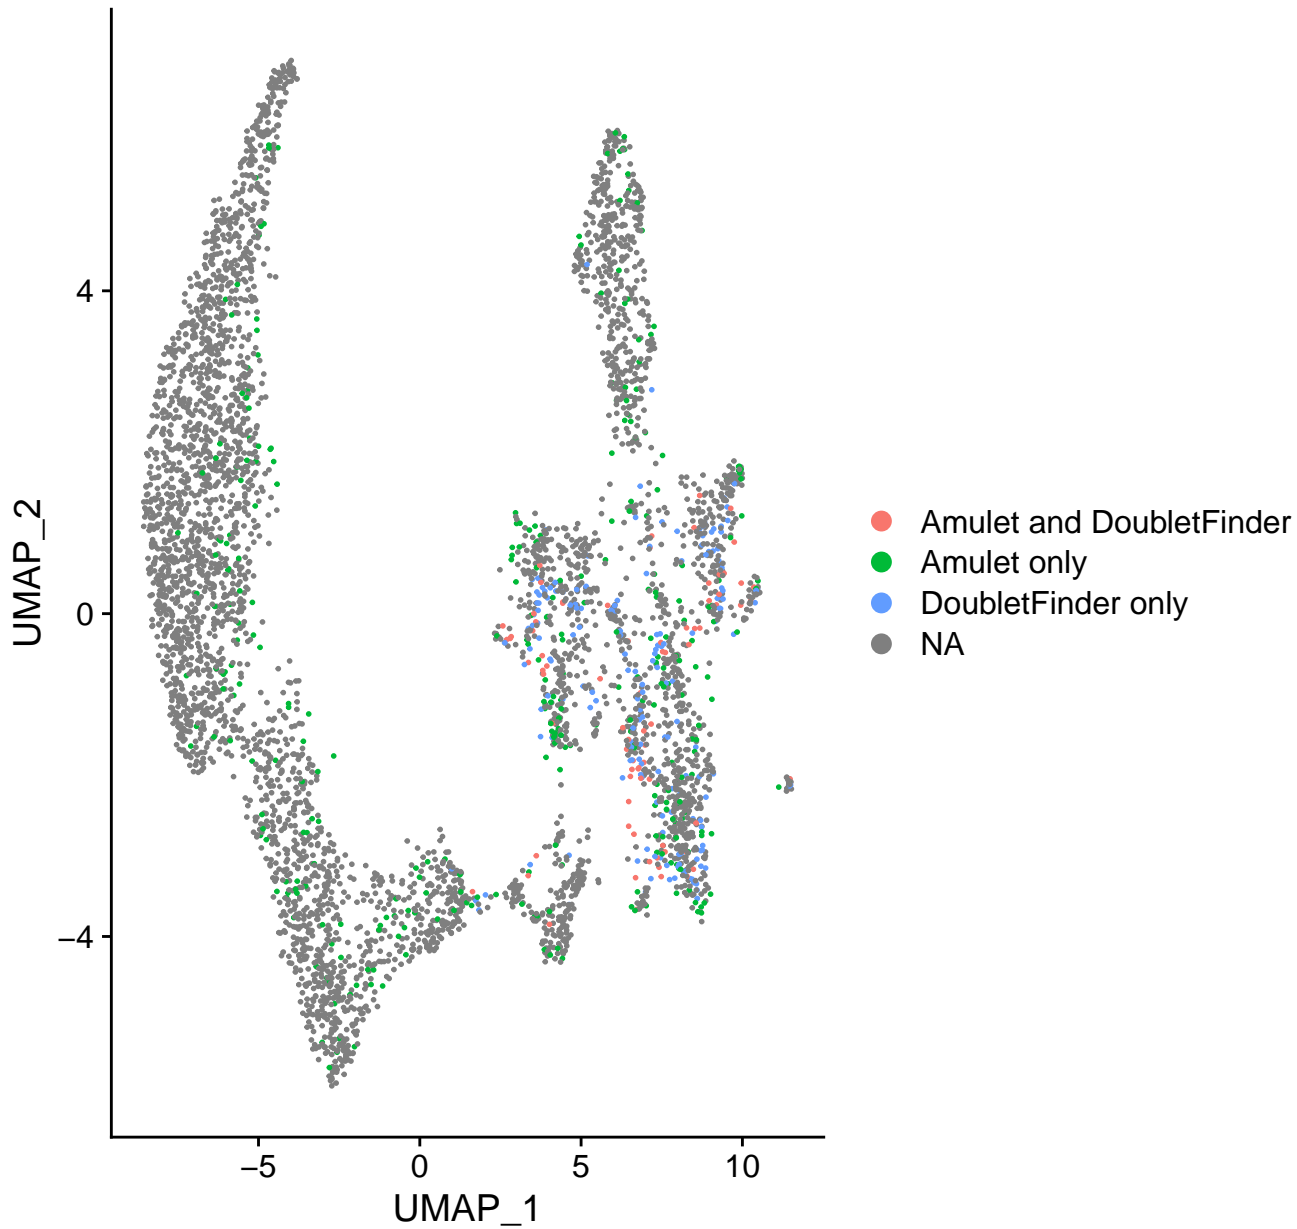 4
0
−4
UMAP_2
−5
0
5
10
UMAP_1
Amulet and DoubletFinder
Amulet only
DoubletFinder only
NA